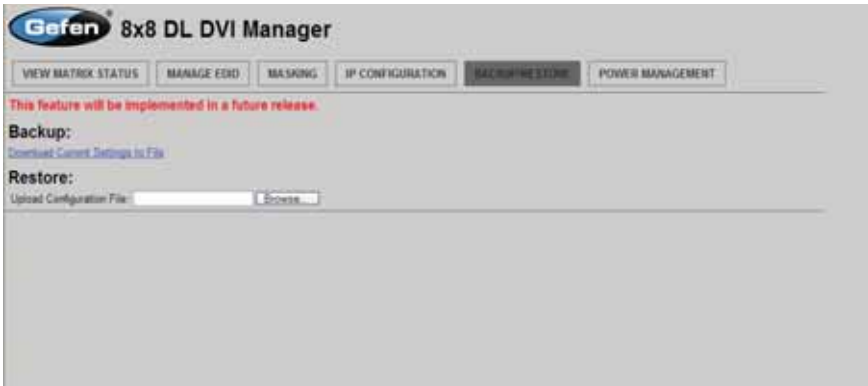 Gefen® 8x8 DL DVI Manager
VIEW MATRIX STATUS MANAGE EDID MASKING IP CONFIGURATION BACKUP/RESTORE POWER MANAGEMENT
This feature will be implemented in a future release.
Backup:
Download Current Settings to File
Restore:
Upload Configuration File: Browse...